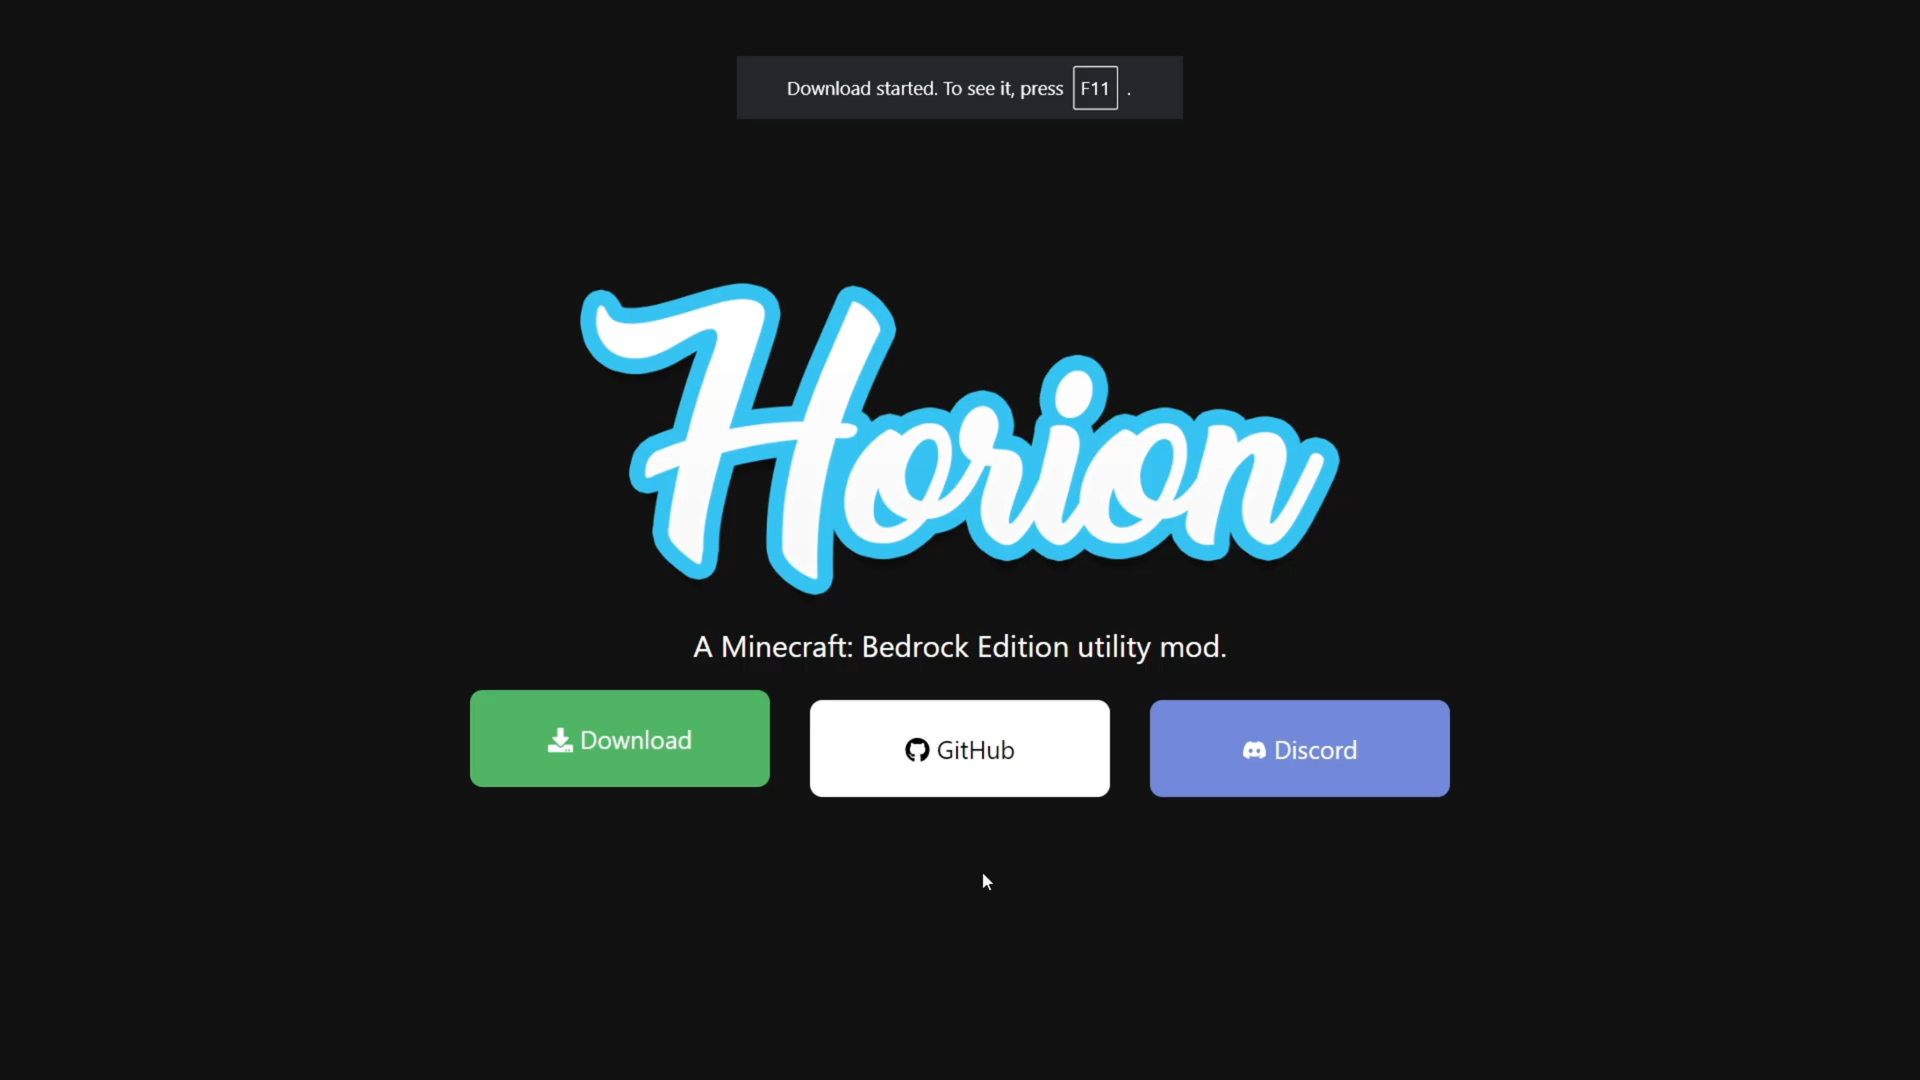 Download started. To see it, press F11 .
Horion
A Minecraft: Bedrock Edition utility mod.
Download
GitHub
Discord